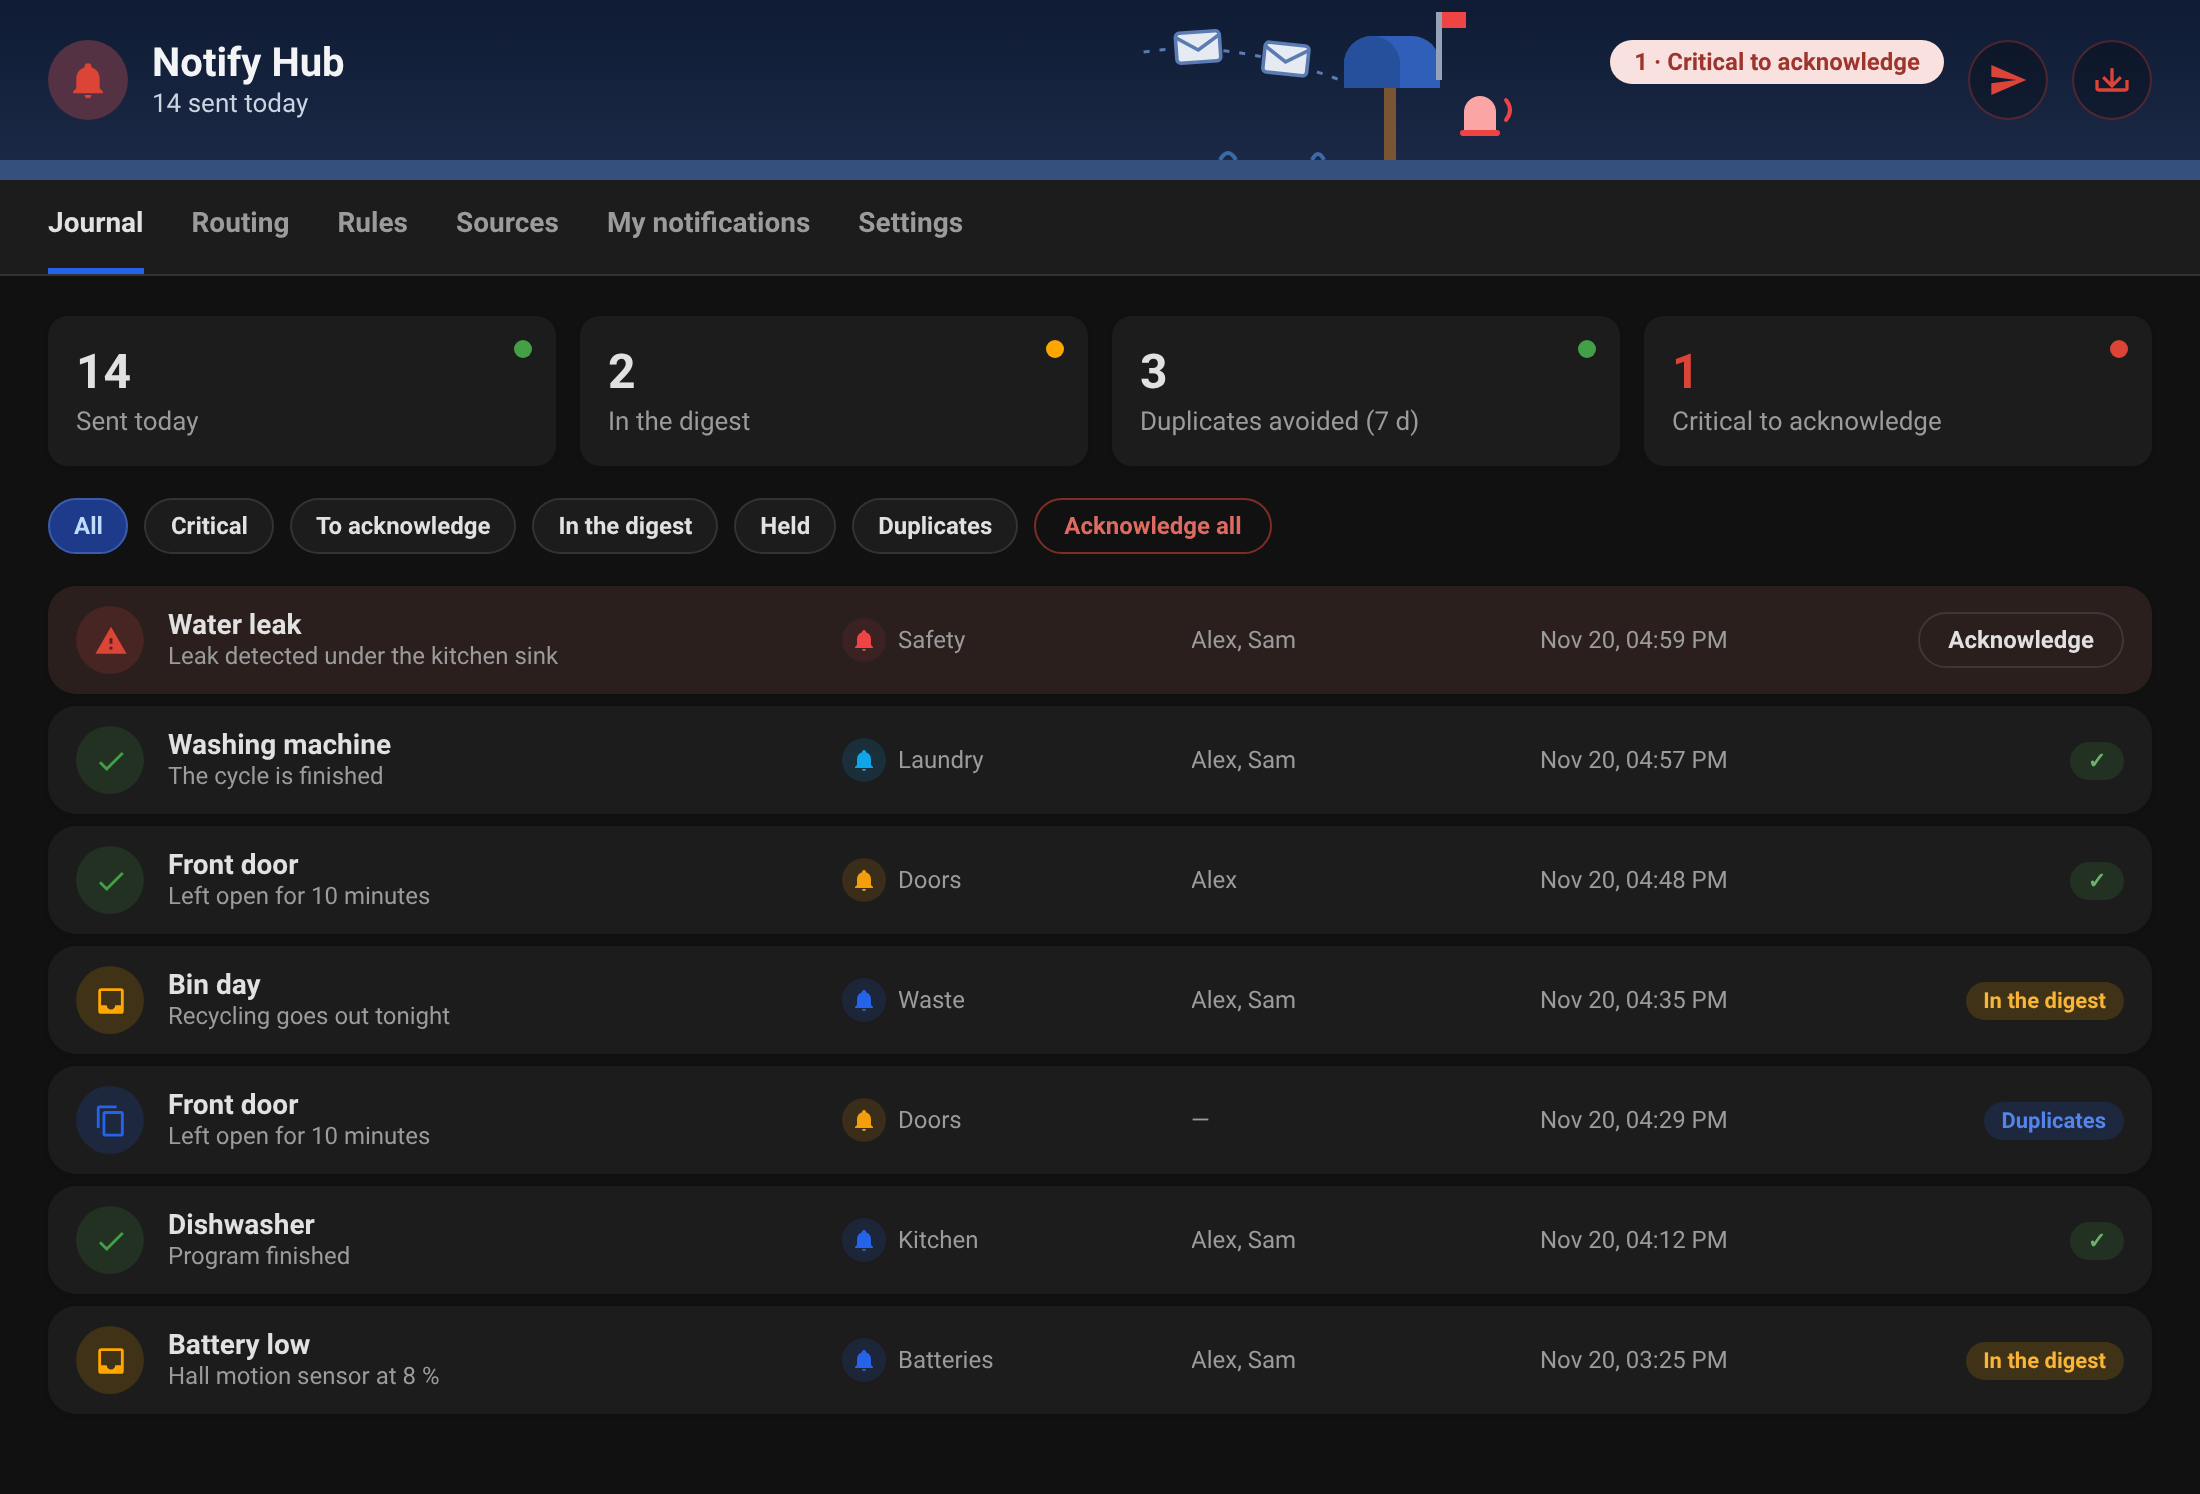 Notify Hub
14 sent today
1 · Critical to acknowledge
Journal
Routing
Rules
Sources
My notifications
Settings
14
Sent today
2
In the digest
3
Duplicates avoided (7 d)
1
Critical to acknowledge
All
Critical
To acknowledge
In the digest
Held
Duplicates
Acknowledge all
Water leak
Leak detected under the kitchen sink
Safety
Alex, Sam
Nov 20, 04:59 PM
Acknowledge
Washing machine
The cycle is finished
Laundry
Alex, Sam
Nov 20, 04:57 PM
✓
Front door
Left open for 10 minutes
Doors
Alex
Nov 20, 04:48 PM
✓
Bin day
Recycling goes out tonight
Waste
Alex, Sam
Nov 20, 04:35 PM
In the digest
Front door
Left open for 10 minutes
Doors
—
Nov 20, 04:29 PM
Duplicates
Dishwasher
Program finished
Kitchen
Alex, Sam
Nov 20, 04:12 PM
✓
Battery low
Hall motion sensor at 8 %
Batteries
Alex, Sam
Nov 20, 03:25 PM
In the digest